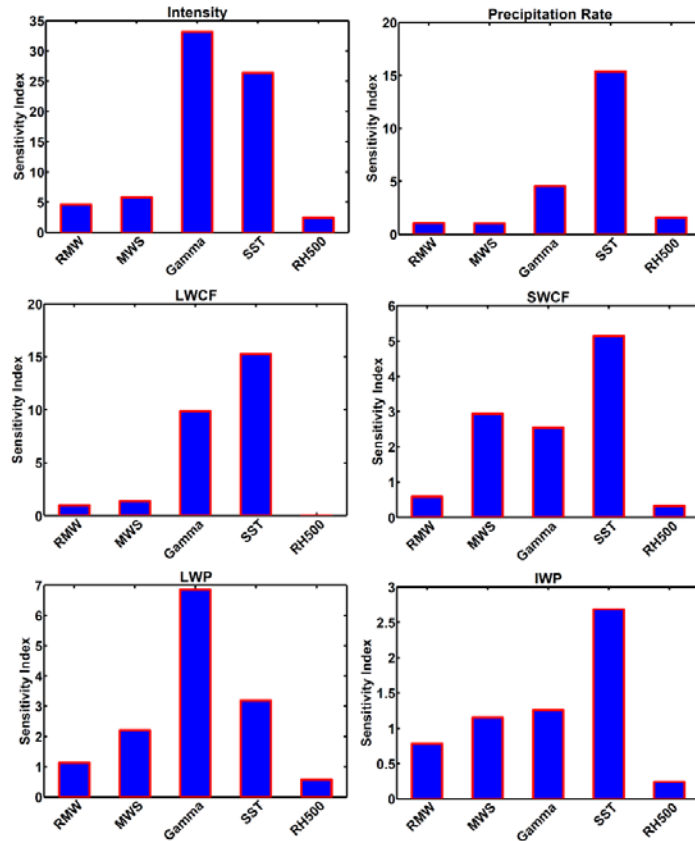 Intensity
35
30
25
20
15
10
5
0
Sensitivity Index
RMW
MWS
Gamma
SST
RH500
Precipitation Rate
20
15
10
5
0
Sensitivity Index
RMW
MWS
Gamma
SST
RH500
LWCF
20
15
10
5
0
Sensitivity Index
RMW
MWS
Gamma
SST
RH500
SWCF
6
5
4
3
2
1
0
Sensitivity Index
RMW
MWS
Gamma
SST
RH500
LWP
7
6
5
4
3
2
1
0
Sensitivity Index
RMW
MWS
Gamma
SST
RH500
IWP
3
2.5
2
1.5
1
0.5
0
Sensitivity Index
RMW
MWS
Gamma
SST
RH500